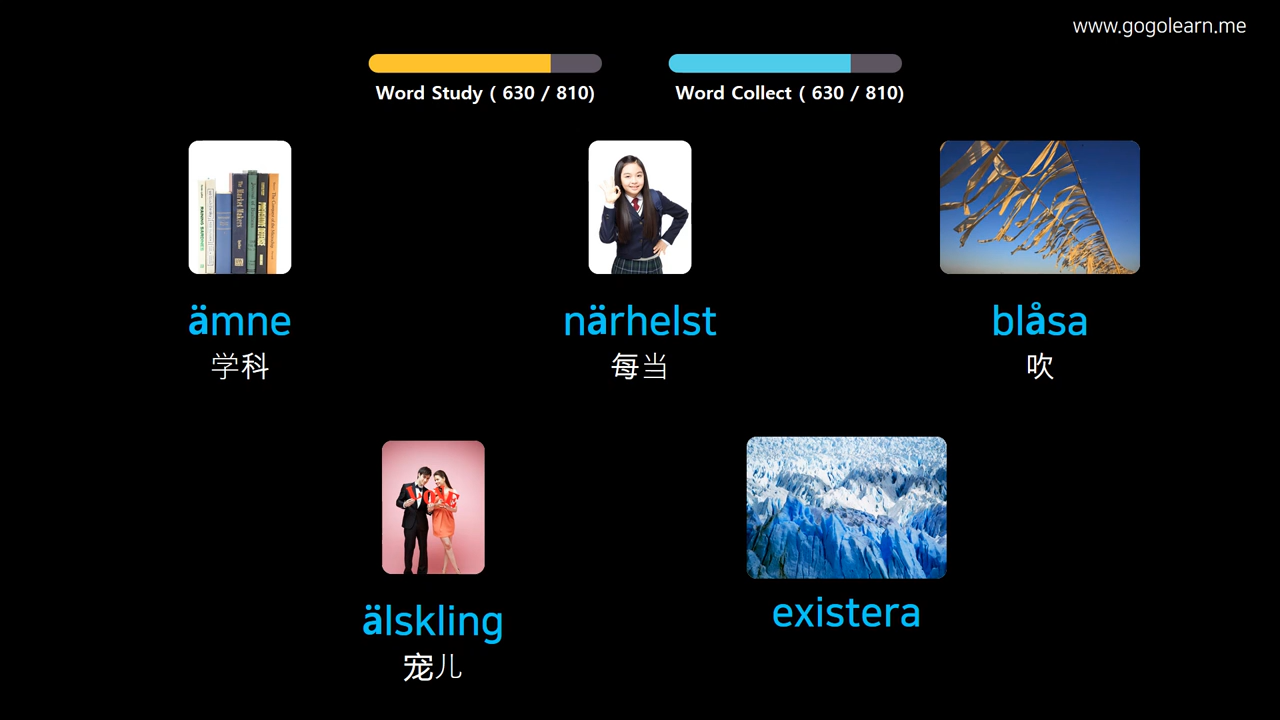 www.gogolearn.me
Word Study ( 630 / 810)
Word Collect ( 630 / 810)
ämne
学科
närhelst
每当
blåsa
吹
LOVE
älskling
宠儿
existera